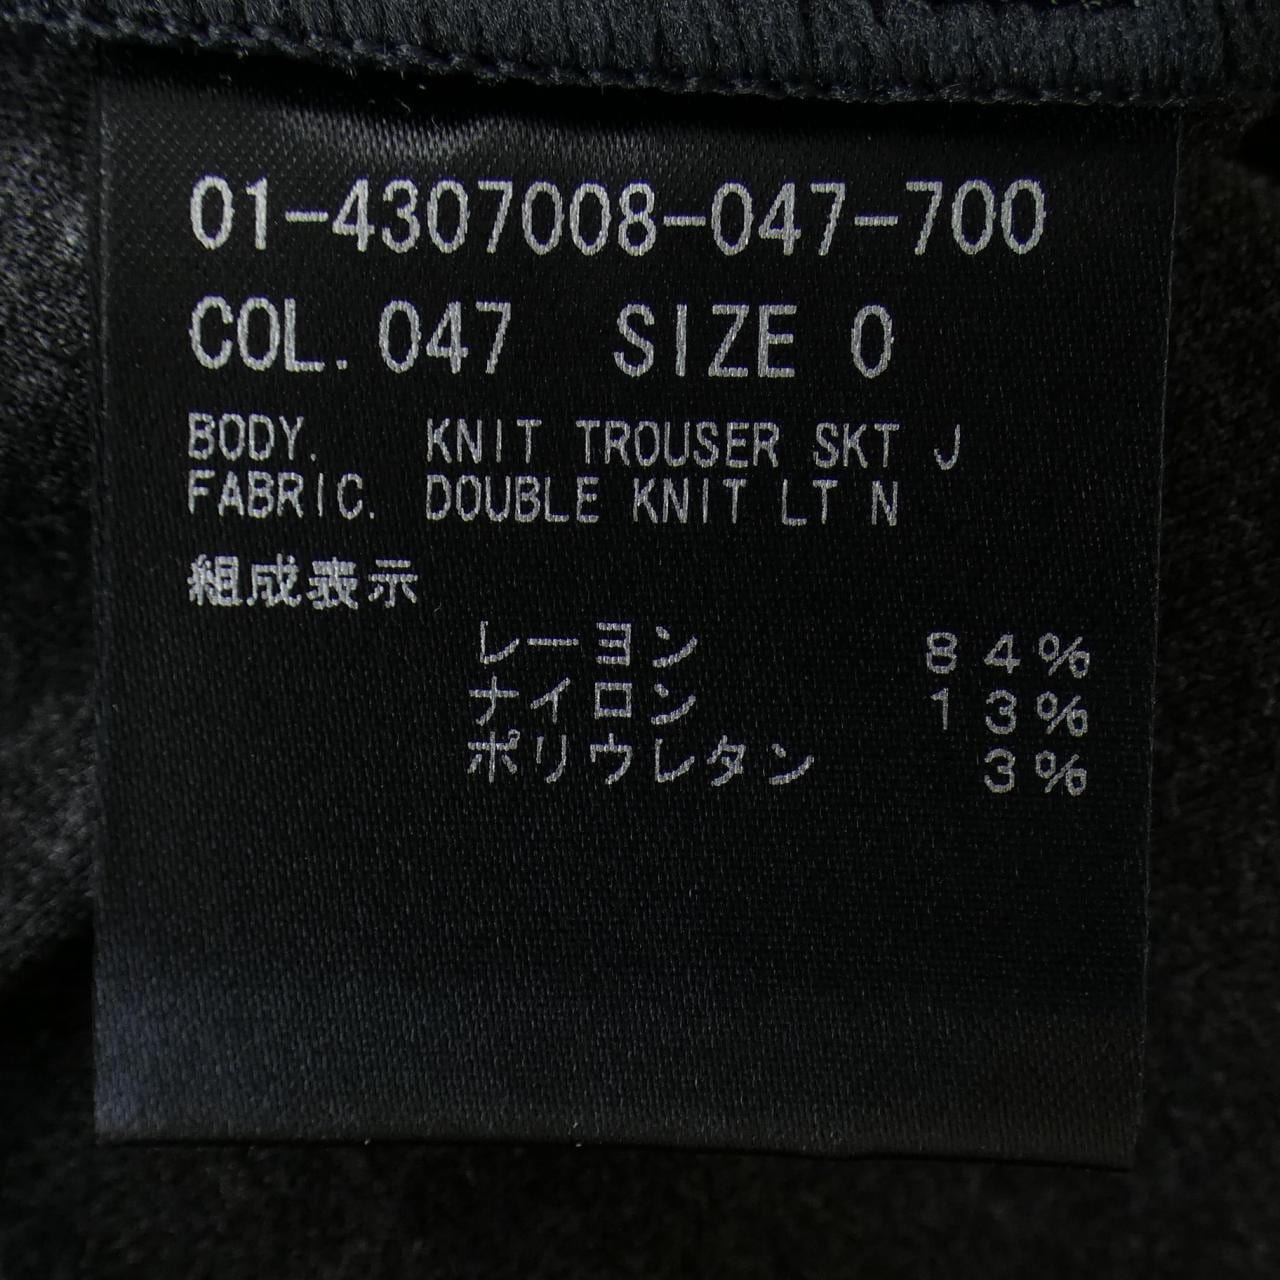 01-4307008-047-700
COL. 047 SIZE 0
BODY. KNIT TROUSER SKT J
FABRIC. DOUBLE KNIT LT N
組成表示
レーヨン 84%
ナイロン 13%
ポリウレタン 3%